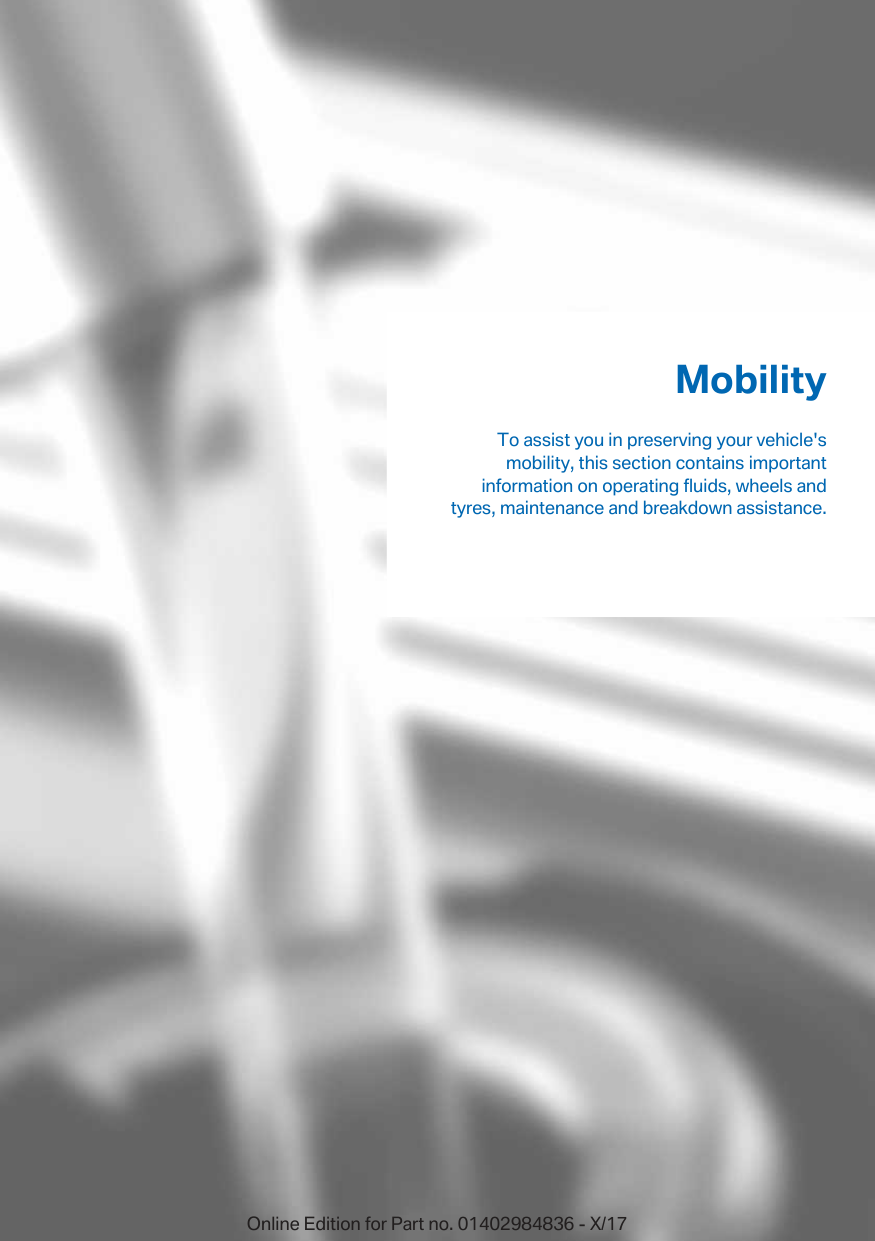 Mobility
To assist you in preserving your vehicle's
mobility, this section contains important
information on operating fluids, wheels and
tyres, maintenance and breakdown assistance.
Online Edition for Part no. 01402984836 - X/17